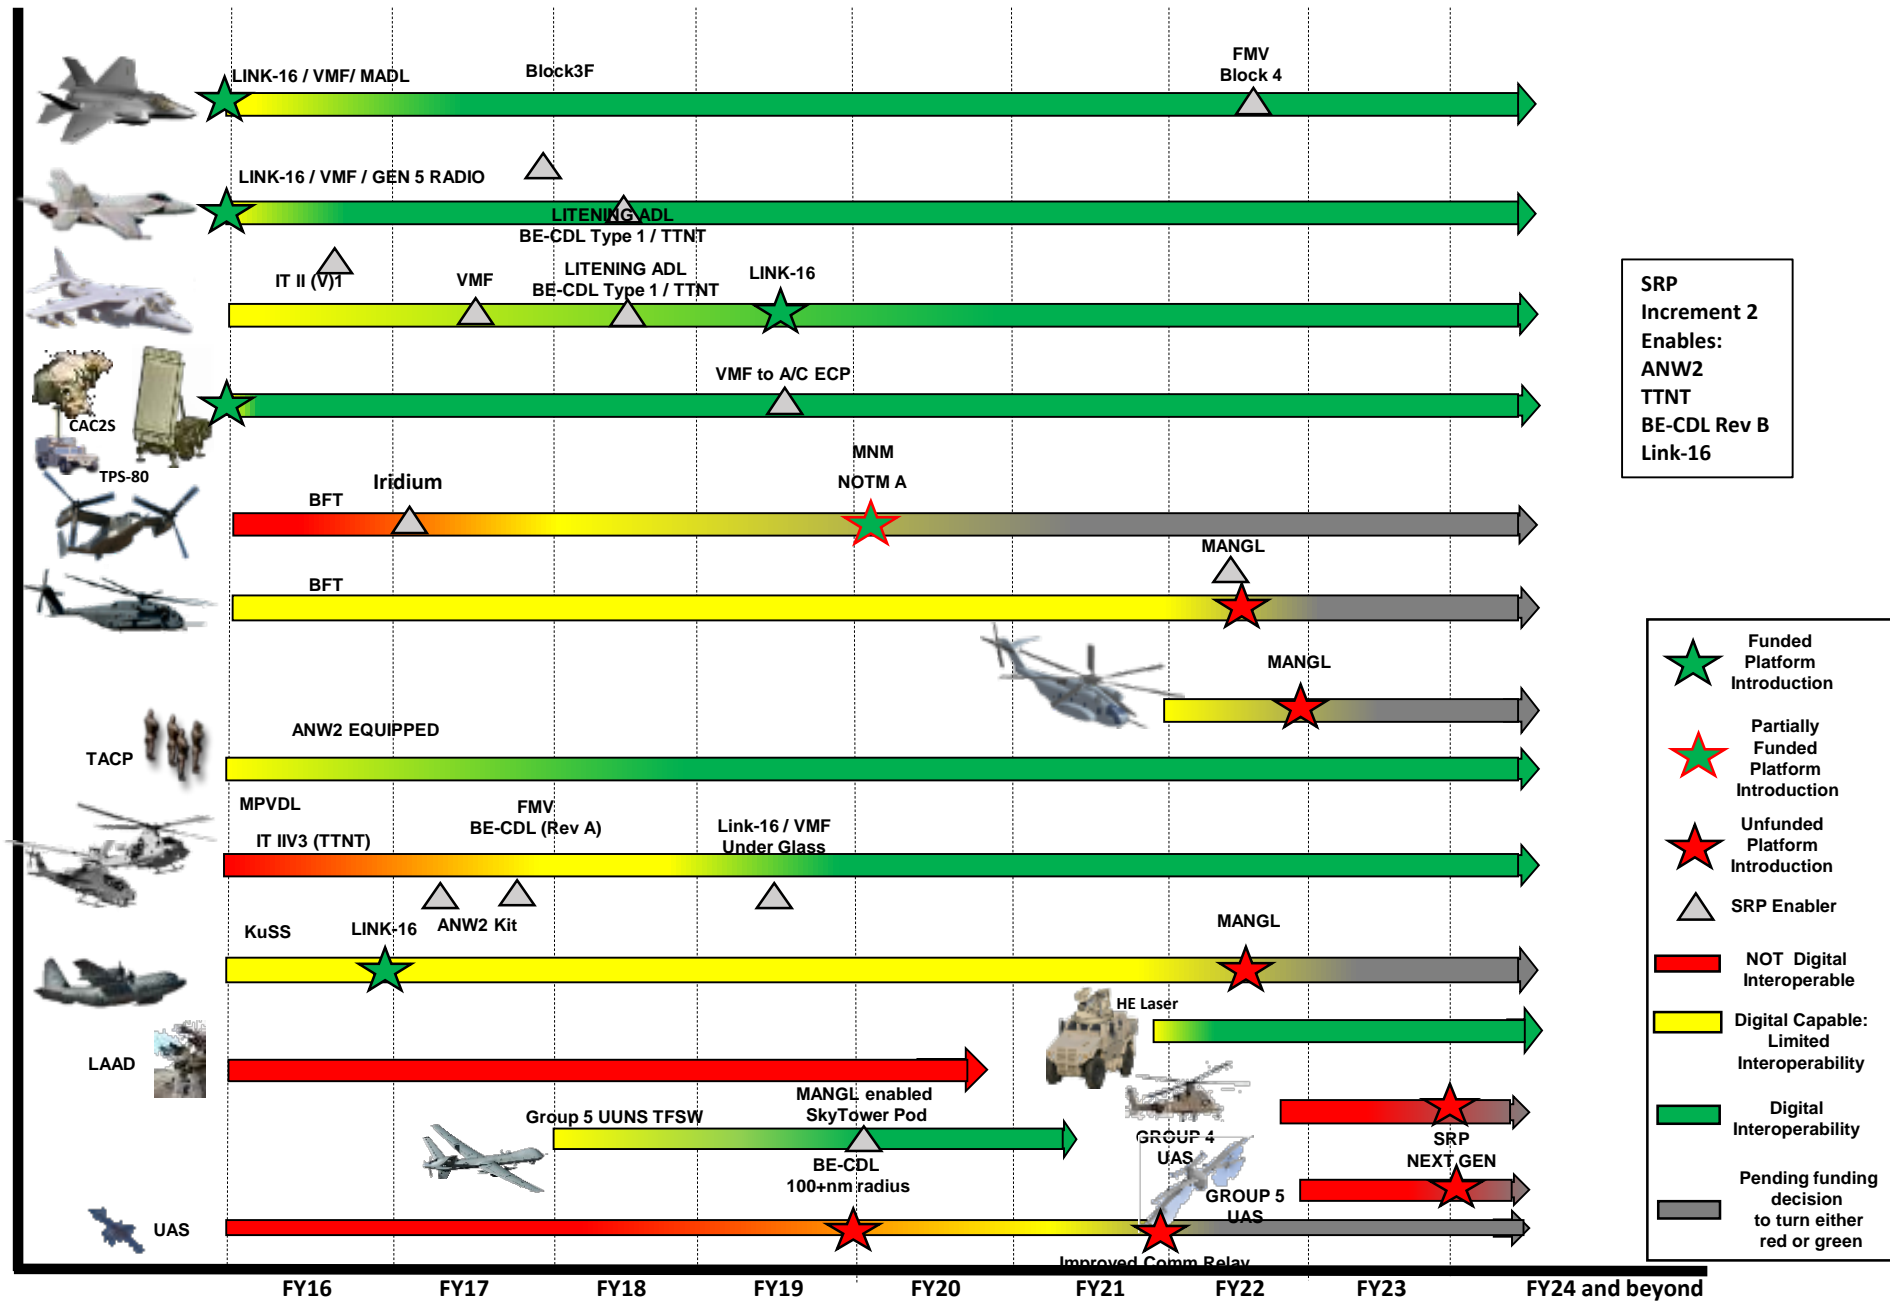 LINK-16 / VMF/ MADL
Block3F
FMV
Block 4
LINK-16 / VMF / GEN 5 RADIO
LITENING ADL
BE-CDL Type 1 / TTNT
IT II (V)1
VMF
LITENING ADL
BE-CDL Type 1 / TTNT
LINK-16
CAC2S
TPS-80
VMF to A/C ECP
BFT
Iridium
MNM
NOTM A
BFT
MANGL
MANGL
TACP
ANW2 EQUIPPED
MPVDL
IT IIV3 (TTNT)
FMV
BE-CDL (Rev A)
Link-16 / VMF
Under Glass
ANW2 Kit
KuSS
LINK-16
MANGL
HE Laser
LAAD
Group 5 UUNS TFSW
MANGL enabled
SkyTower Pod
BE-CDL
100+nm radius
GROUP 4
UAS
SRP
NEXT GEN
GROUP 5
UAS
UAS
Improved Comm Relay
FY16
FY17
FY18
FY19
FY20
FY21
FY22
FY23
FY24 and beyond
SRP
Increment 2
Enables:
ANW2
TTNT
BE-CDL Rev B
Link-16
Funded
Platform
Introduction
Partially
Funded
Platform
Introduction
Unfunded
Platform
Introduction
SRP Enabler
NOT Digital
Interoperable
Digital Capable:
Limited
Interoperability
Digital
Interoperability
Pending funding
decision
to turn either
red or green